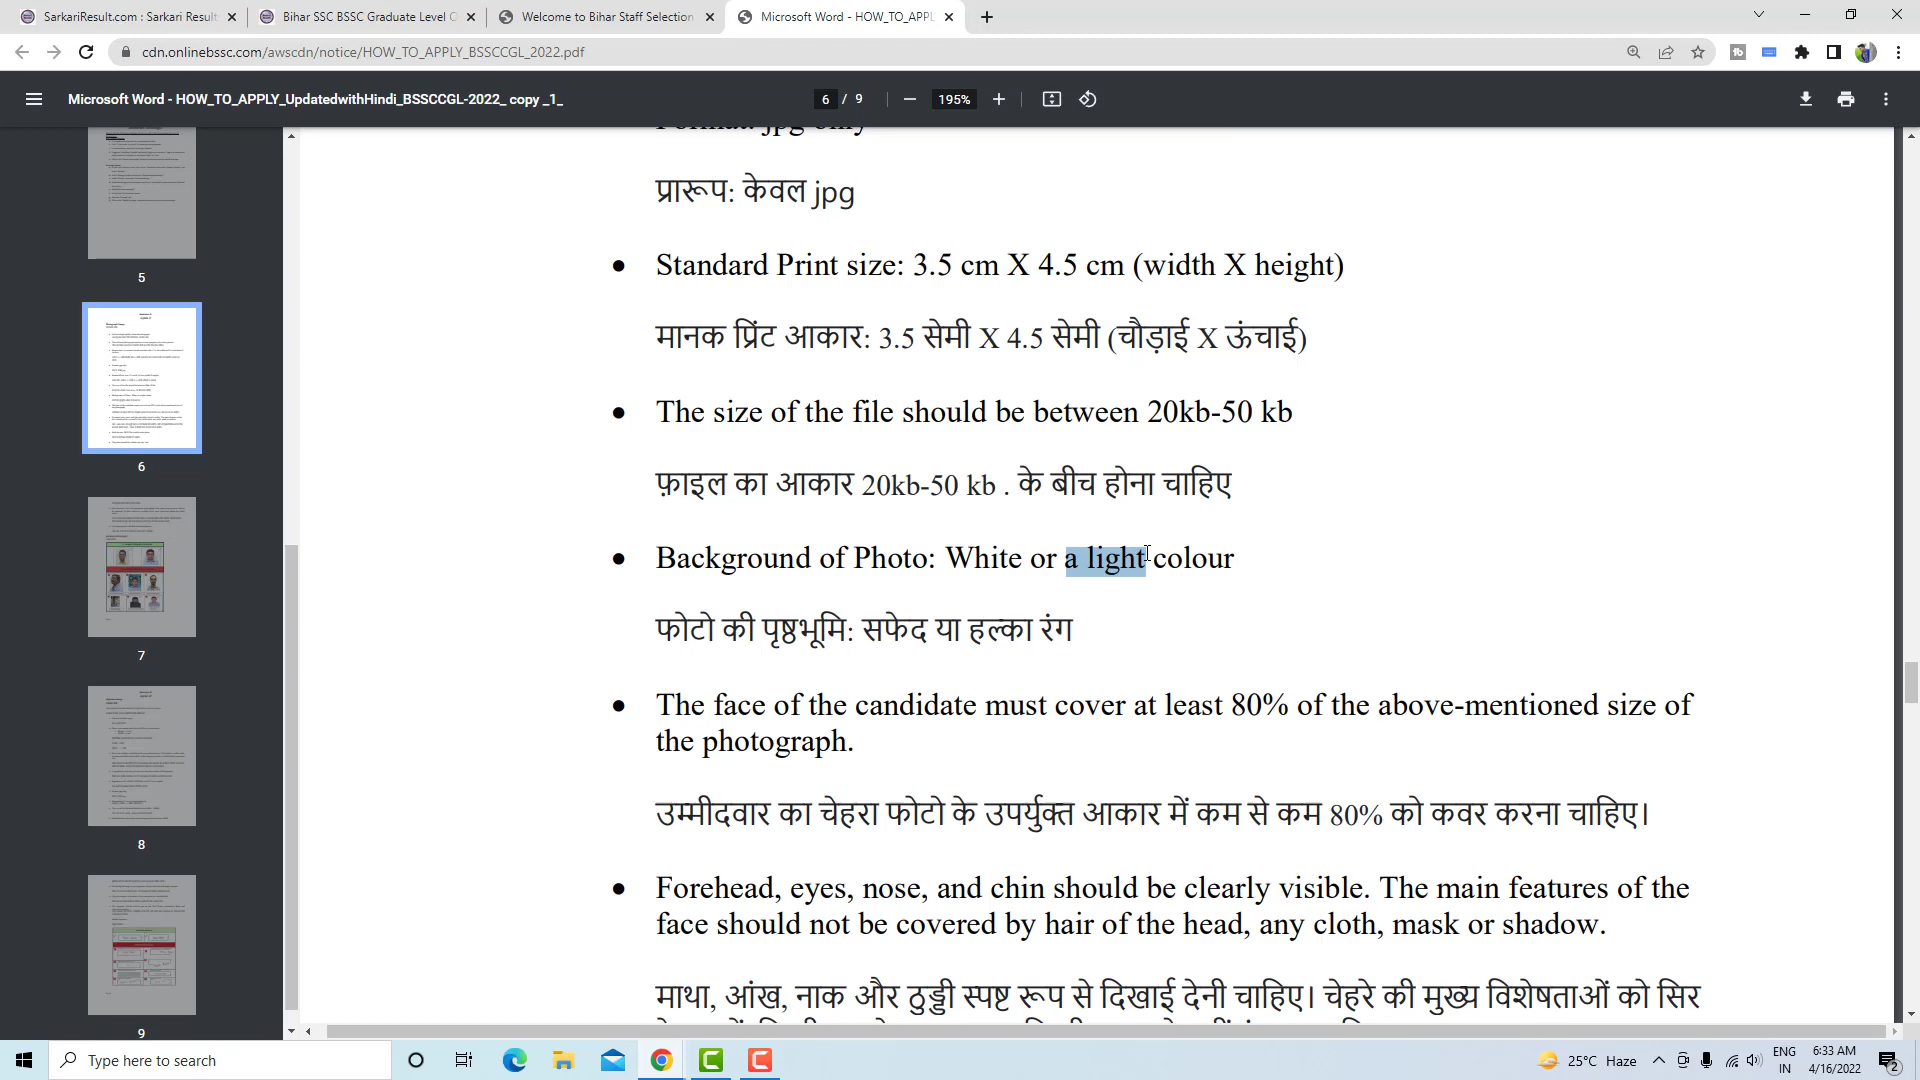 SarkariResult.com : Sarkari Result
Bihar SSC BSSC Graduate Level C
Welcome to Bihar Staff Selection
Microsoft Word - HOW_TO_APPL
cdn.onlinebssc.com/awscdn/notice/HOW_TO_APPLY_BSSCCGL_2022.pdf
Microsoft Word - HOW_TO_APPLY_UpdatedwithHindi_BSSCCGL-2022_ copy _1_
6 / 9
195%
5
6
7
8
9
Format: jpg only
प्रारूप: केवल jpg
Standard Print size: 3.5 cm X 4.5 cm (width X height)
मानक प्रिंट आकार: 3.5 सेमी X 4.5 सेमी (चौड़ाई X ऊंचाई)
The size of the file should be between 20kb-50 kb
फ़ाइल का आकार 20kb-50 kb . के बीच होना चाहिए
Background of Photo: White or a light colour
फोटो की पृष्ठभूमि: सफेद या हल्का रंग
The face of the candidate must cover at least 80% of the above-mentioned size of
the photograph.
उम्मीदवार का चेहरा फोटो के उपर्युक्त आकार में कम से कम 80% को कवर करना चाहिए।
Forehead, eyes, nose, and chin should be clearly visible. The main features of the
face should not be covered by hair of the head, any cloth, mask or shadow.
माथा, आंख, नाक और ठुड्डी स्पष्ट रूप से दिखाई देनी चाहिए। चेहरे की मुख्य विशेषताओं को सिर
Type here to search
25°C Haze
ENG
IN
6:33 AM
4/16/2022
2